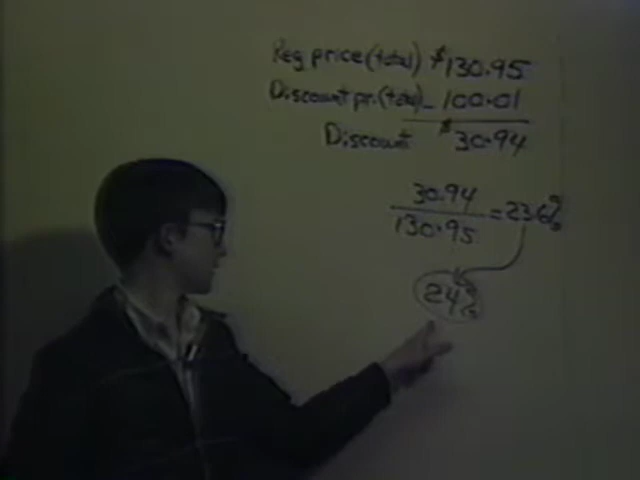 Reg price (total) $130.95
Discount pr. (total) - 100.01
Discount $30.94
30.94
130.95
= 23.6%
24%